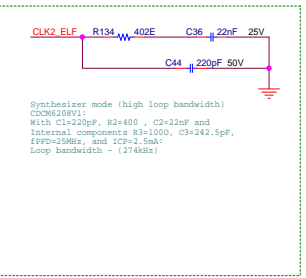 CLK2_ELF R134 402E C36 22nF 25V
C44 220pF 50V
Synthesizer mode (high loop bandwidth)
CDCM6208V1:
With C1=220pF, R2=400 , C2=22nF and
Internal components R3=100O, C3=242.5pF,
fPFD=25MHz, and ICP=2.5mA:
Loop bandwidth ~ (274kHz)